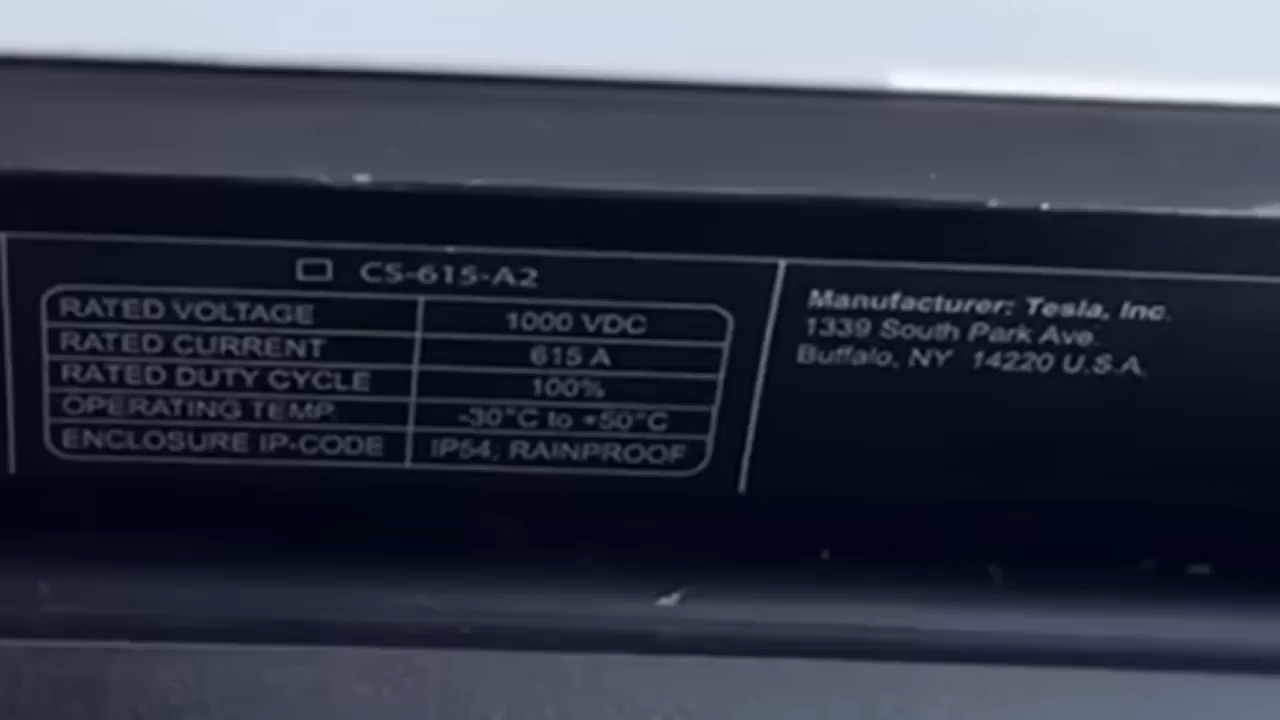 CS-615-A2
RATED VOLTAGE 1000 VDC
RATED CURRENT 615 A
RATED DUTY CYCLE 100%
OPERATING TEMP. -30°C to +50°C
ENCLOSURE IP-CODE IP54, RAINPROOF
Manufacturer: Tesla, Inc.
1339 South Park Ave.
Buffalo, NY 14220 U.S.A.